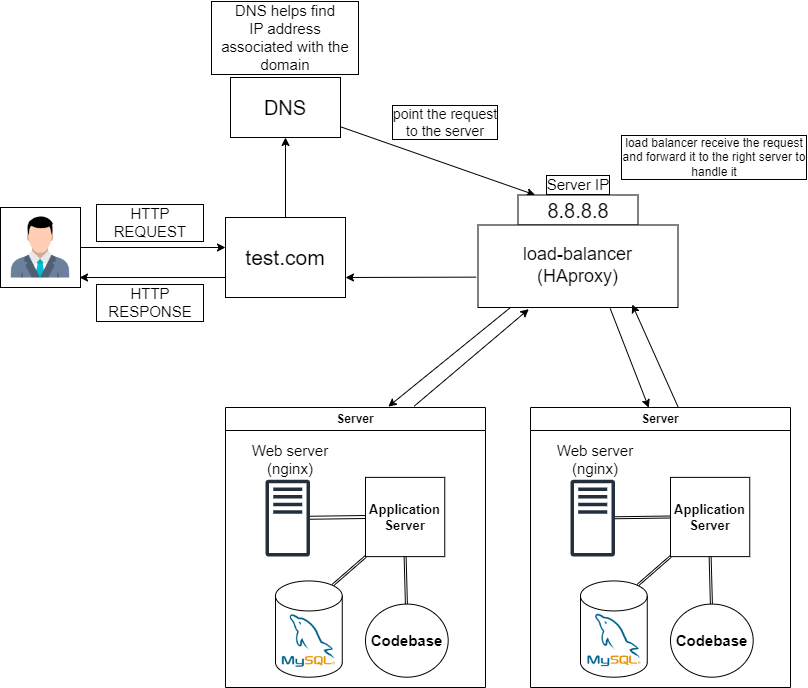 DNS helps find
IP address
associated with the
domain
DNS
point the request
to the server
load balancer receive the request
and forward it to the right server to
handle it
Server IP
8.8.8.8
HTTP
REQUEST
test.com
load-balancer
(HAproxy)
HTTP
RESPONSE
Server
Web server
(nginx)
Application
Server
MySQL®
Codebase
Server
Web server
(nginx)
Application
Server
MySQL®
Codebase